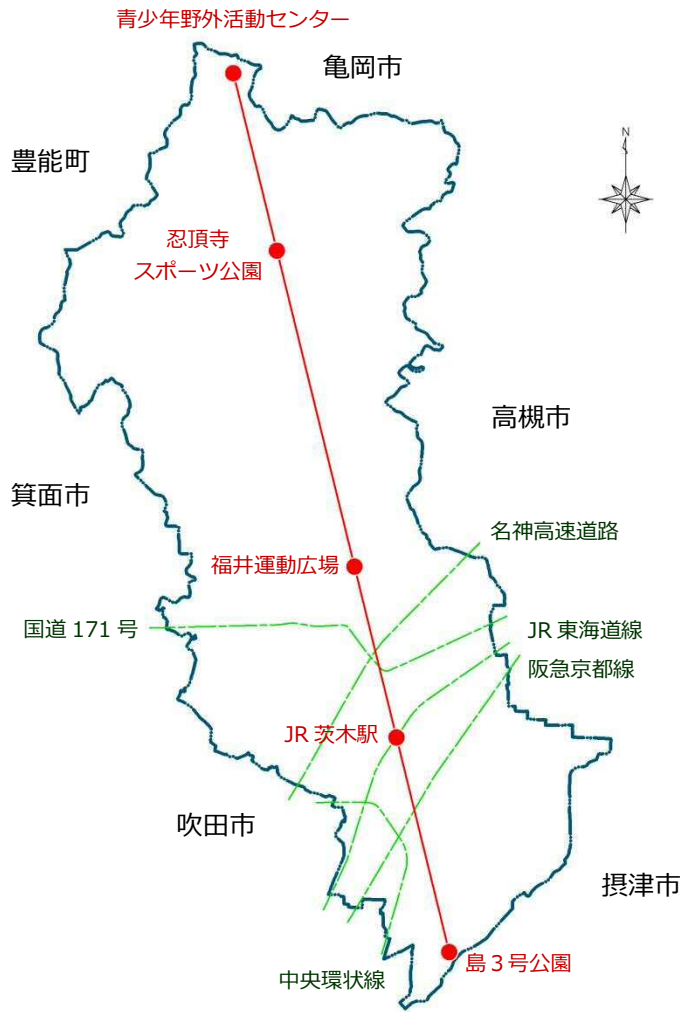 青少年野外活動センター
亀岡市
N
豊能町
忍頂寺
スポーツ公園
高槻市
箕面市
名神高速道路
福井運動広場
国道 171 号
JR 東海道線
阪急京都線
JR 茨木駅
吹田市
摂津市
島３号公園
中央環状線